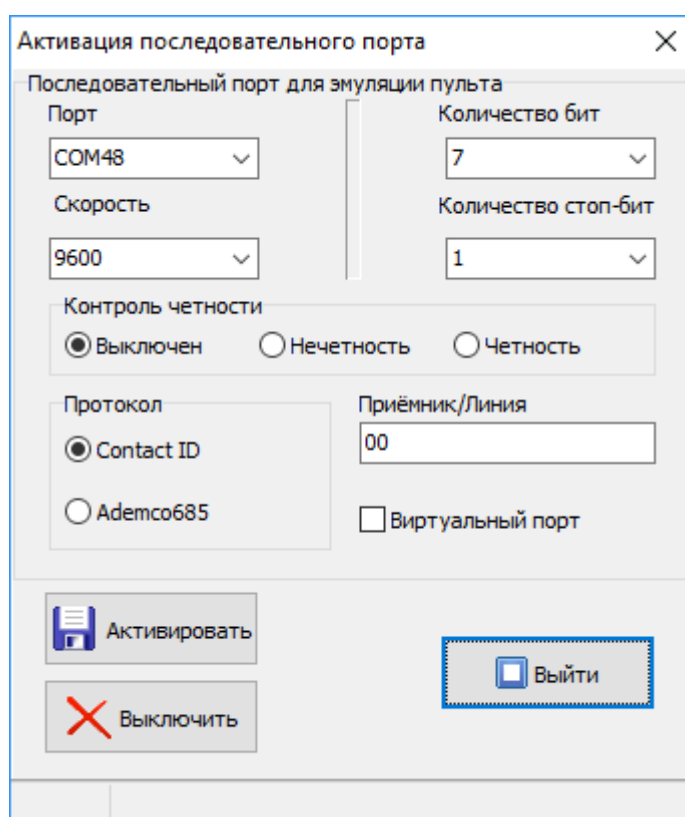 Активация последовательного порта
Последовательный порт для эмуляции пульта
Порт
Количество бит
COM48
7
Скорость
Количество стоп-бит
9600
1
Контроль четности
Выключен
Нечетность
Четность
Протокол
Приёмник/Линия
Contact ID
00
Ademco685
Виртуальный порт
Активировать
Выйти
Выключить